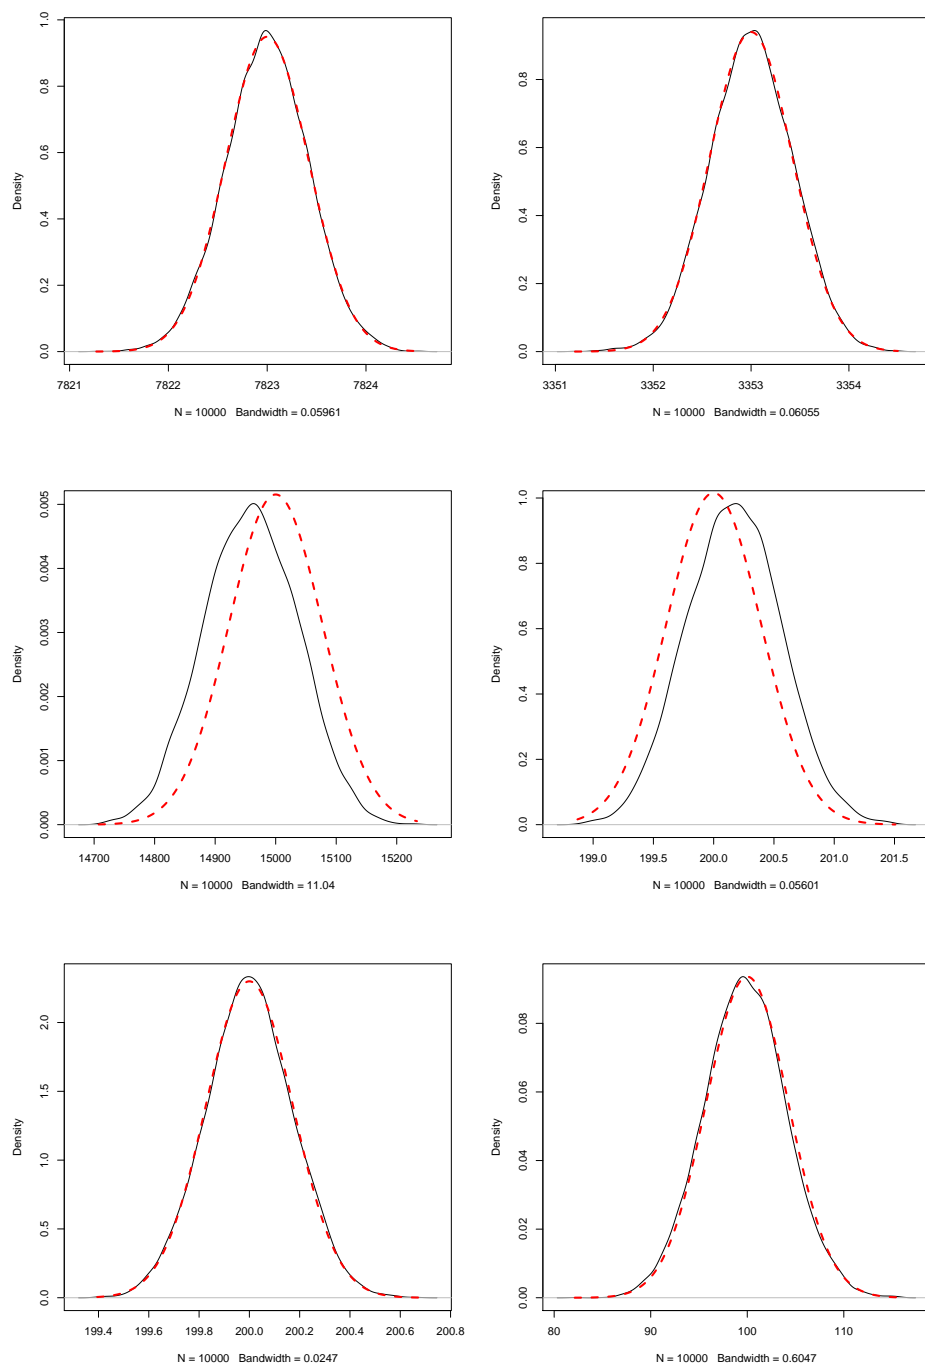 Density
0.0 0.2 0.4 0.6 0.8 1.0
7821 7822 7823 7824
N = 10000 Bandwidth = 0.05961
Density
0.0 0.2 0.4 0.6 0.8
3351 3352 3353 3354
N = 10000 Bandwidth = 0.06055
Density
0.000 0.001 0.002 0.003 0.004 0.005
14700 14800 14900 15000 15100 15200
N = 10000 Bandwidth = 11.04
Density
0.0 0.2 0.4 0.6 0.8 1.0
199.0 199.5 200.0 200.5 201.0 201.5
N = 10000 Bandwidth = 0.05601
Density
0.0 0.5 1.0 1.5 2.0
199.4 199.6 199.8 200.0 200.2 200.4 200.6 200.8
N = 10000 Bandwidth = 0.0247
Density
0.00 0.02 0.04 0.06 0.08
80 90 100 110
N = 10000 Bandwidth = 0.6047